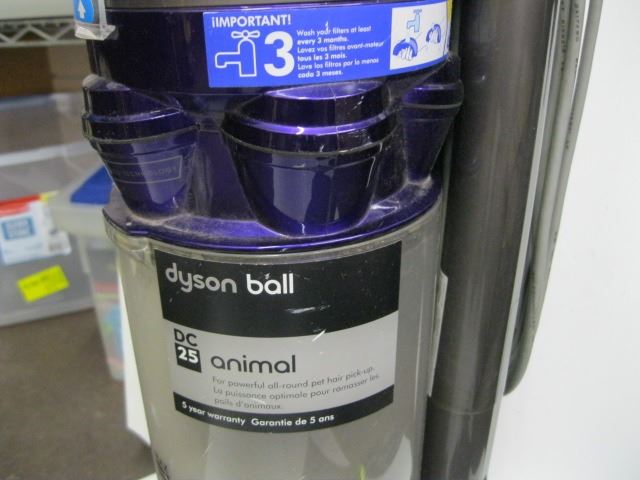 ¡IMPORTANT!
3
Wash your filters at least
every 3 months.
Lavez vos filtres avant-moteur
tous les 3 mois.
Lave los filtros por lo menos
cada 3 meses.
TECHNOLOGY
dyson ball
DC
25
animal
For powerful all-round pet hair pick-up.
La puissance optimale pour ramasser les
poils d'animaux.
5 year warranty Garantie de 5 ans